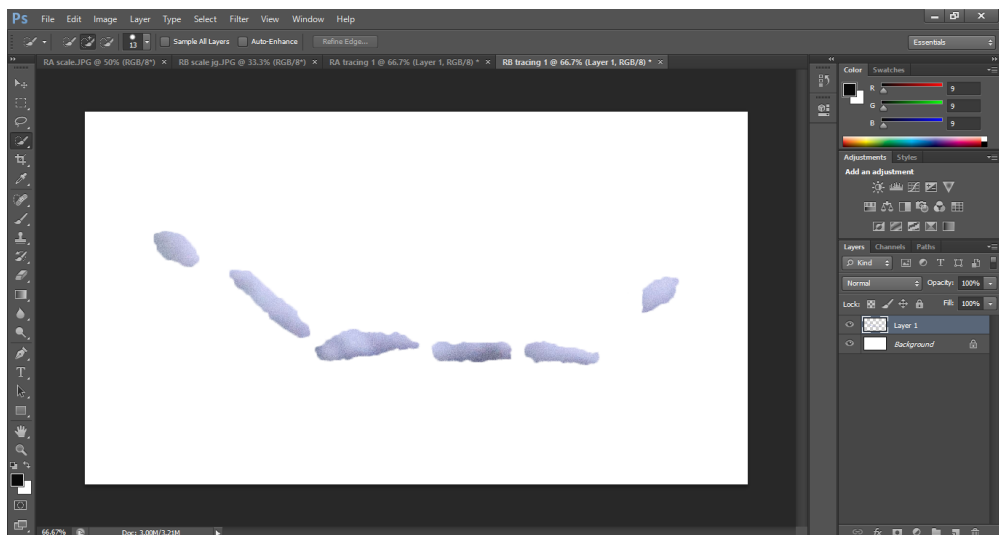 Ps File Edit Image Layer Type Select Filter View Window Help
13 Sample All Layers Auto-Enhance Refine Edge... Essentials
RA scale.JPG @ 50% (RGB/8*) × RB scale jg.JPG @ 33.3% (RGB/8*) × RA tracing 1 @ 66.7% (Layer 1, RGB/8) * × RB tracing 1 @ 66.7% (Layer 1, RGB/8) * ×
Color Swatches
R 9
G 9
B 9
Adjustments Styles
Add an adjustment
Layers Channels Paths
Kind
Normal Opacity: 100%
Lock: Fill: 100%
Layer 1
Background
66.67% Doc: 3.00M/3.21M